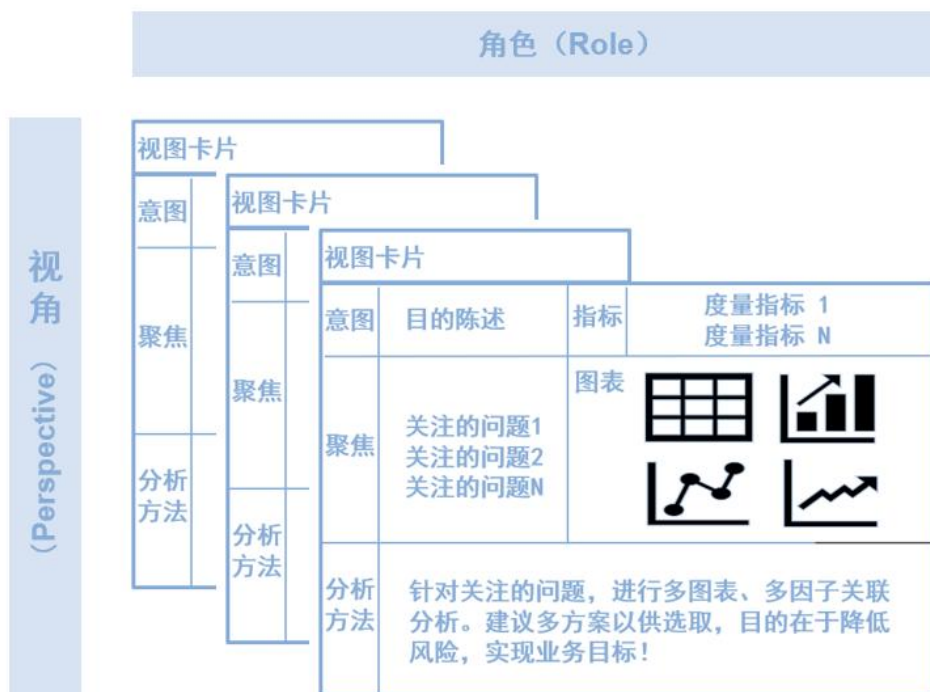 角色（Role）
视角
（Perspective）
视图卡片
意图
聚焦
分析
方法
视图卡片
意图
聚焦
分析
方法
视图卡片
意图
目的陈述
指标
度量指标 1
度量指标 N
聚焦
关注的问题1
关注的问题2
关注的问题N
图表
分析
方法
针对关注的问题，进行多图表、多因子关联
分析。建议多方案以供选取，目的在于降低
风险，实现业务目标！